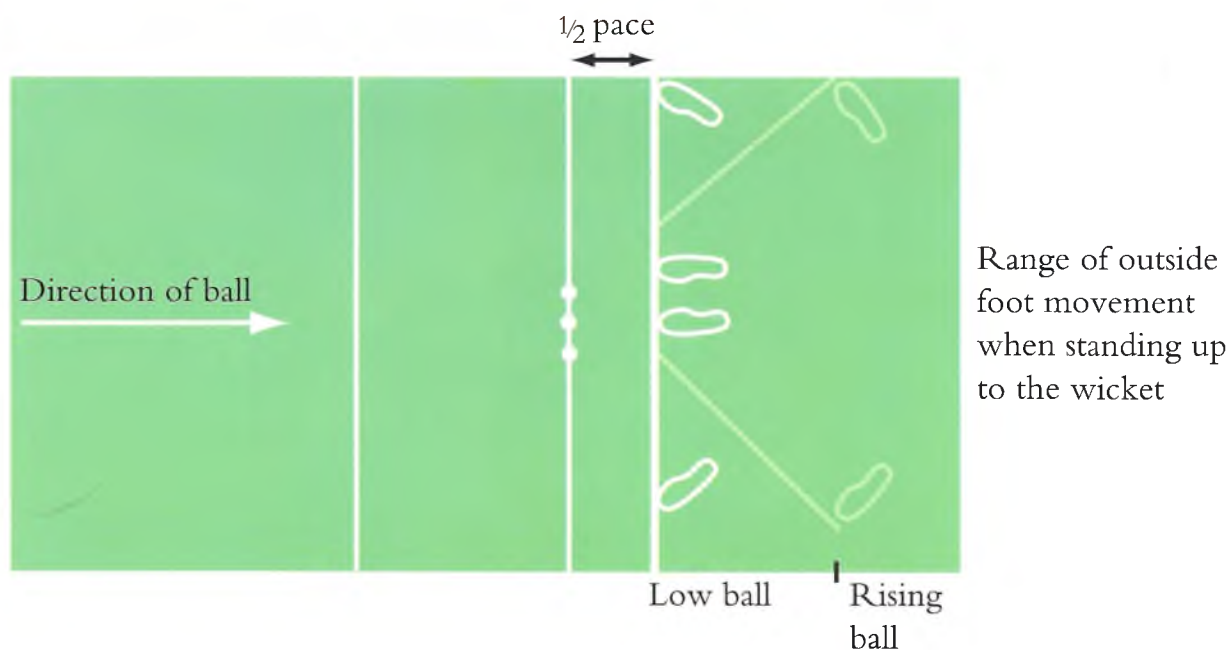 ½ pace
Direction of ball
Range of outside
foot movement
when standing up
to the wicket
Low ball
Rising
ball